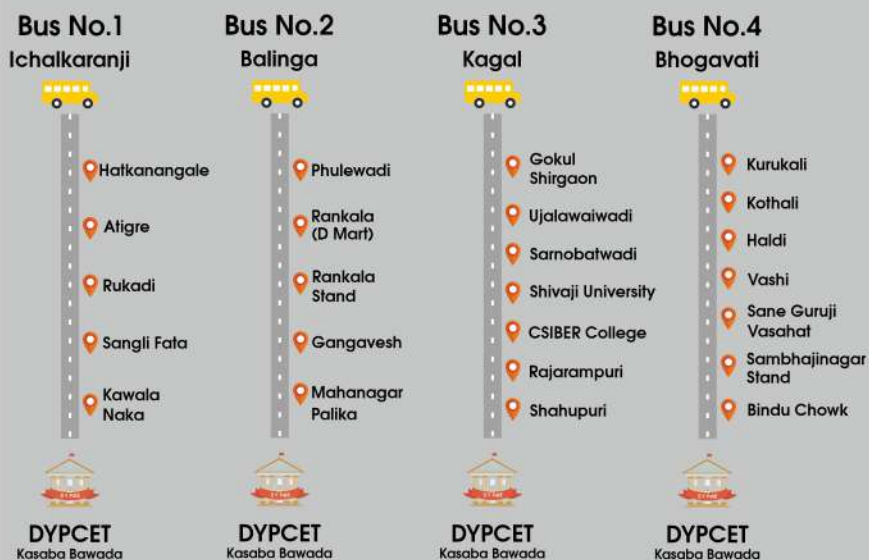 Bus No.1
Ichalkaranji
Hatkanangale
Atigre
Rukadi
Sangli Fata
Kawala
Naka
DYPCET
Kasaba Bawada
Bus No.2
Balinga
Phulewadi
Rankala
(D Mart)
Rankala
Stand
Gangavesh
Mahanagar
Palika
DYPCET
Kasaba Bawada
Bus No.3
Kagal
Gokul
Shirgaon
Ujalawaiwadi
Sarnobatwadi
Shivaji University
CSIBER College
Rajarampuri
Shahupuri
DYPCET
Kasaba Bawada
Bus No.4
Bhogavati
Kurukali
Kothali
Haldi
Vashi
Sane Guruji
Vasahat
Sambhajinagar
Stand
Bindu Chowk
DYPCET
Kasaba Bawada